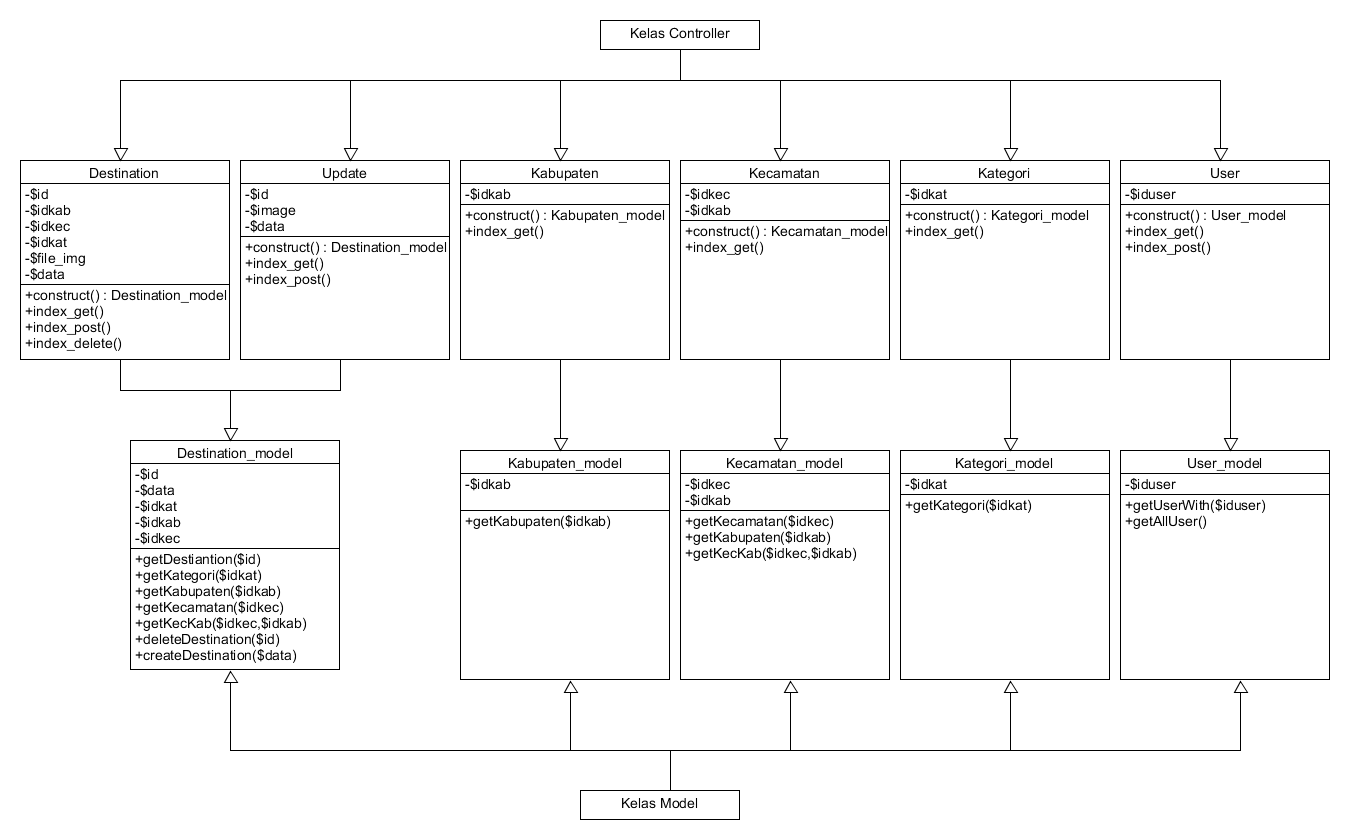 Kelas Controller
Destination
-$id
-$idkab
-$idkec
-$idkat
-$file_img
-$data
+construct() : Destination_model
+index_get()
+index_post()
+index_delete()
Update
-$id
-$image
-$data
+construct() : Destination_model
+index_get()
+index_post()
Kabupaten
-$idkab
+construct() : Kabupaten_model
+index_get()
Kecamatan
-$idkec
-$idkab
+construct() : Kecamatan_model
+index_get()
Kategori
-$idkat
+construct() : Kategori_model
+index_get()
User
-$iduser
+construct() : User_model
+index_get()
+index_post()
Destination_model
-$id
-$data
-$idkat
-$idkab
-$idkec
+getDestiantion($id)
+getKategori($idkat)
+getKabupaten($idkab)
+getKecamatan($idkec)
+getKecKab($idkec,$idkab)
+deleteDestination($id)
+createDestination($data)
Kabupaten_model
-$idkab
+getKabupaten($idkab)
Kecamatan_model
-$idkec
-$idkab
+getKecamatan($idkec)
+getKabupaten($idkab)
+getKecKab($idkec,$idkab)
Kategori_model
-$idkat
+getKategori($idkat)
User_model
-$iduser
+getUserWith($iduser)
+getAllUser()
Kelas Model